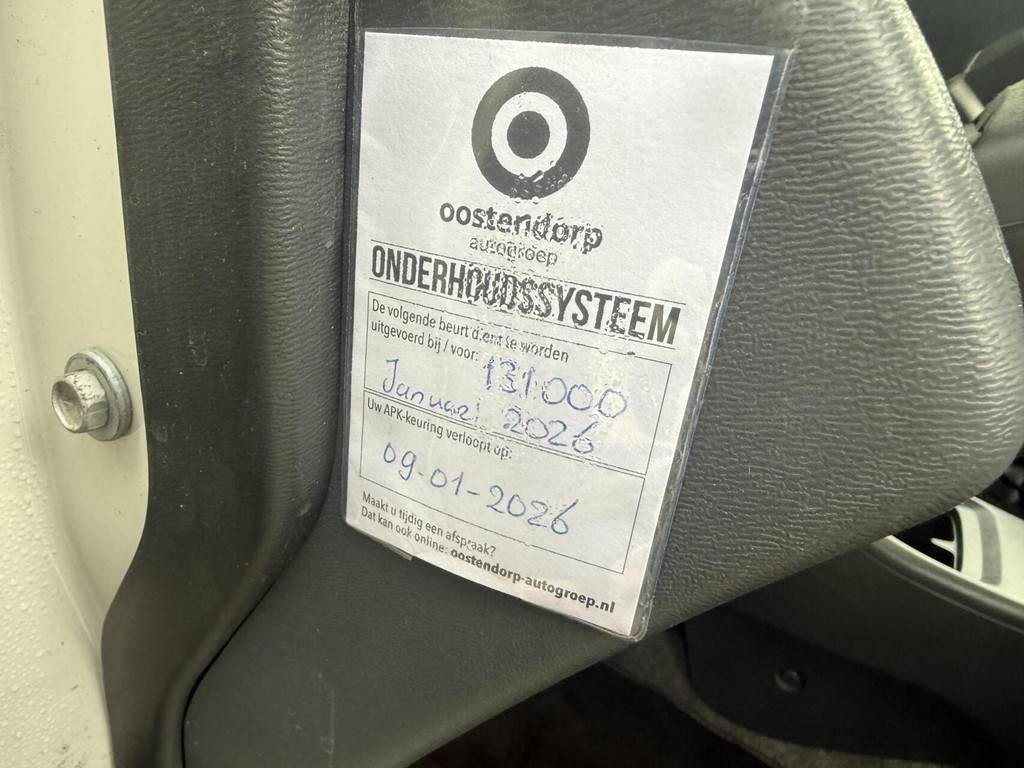 oostendorp
autogroep
ONDERHOUDSSYSTEEM
De volgende beurt dient te worden
uitgevoerd bij / voor: 131.000
Januari 2026
Uw APK-keuring verloopt op:
09-01-2026
Maakt u tijdig een afspraak?
Dat kan ook online: oostendorp-autogroep.nl